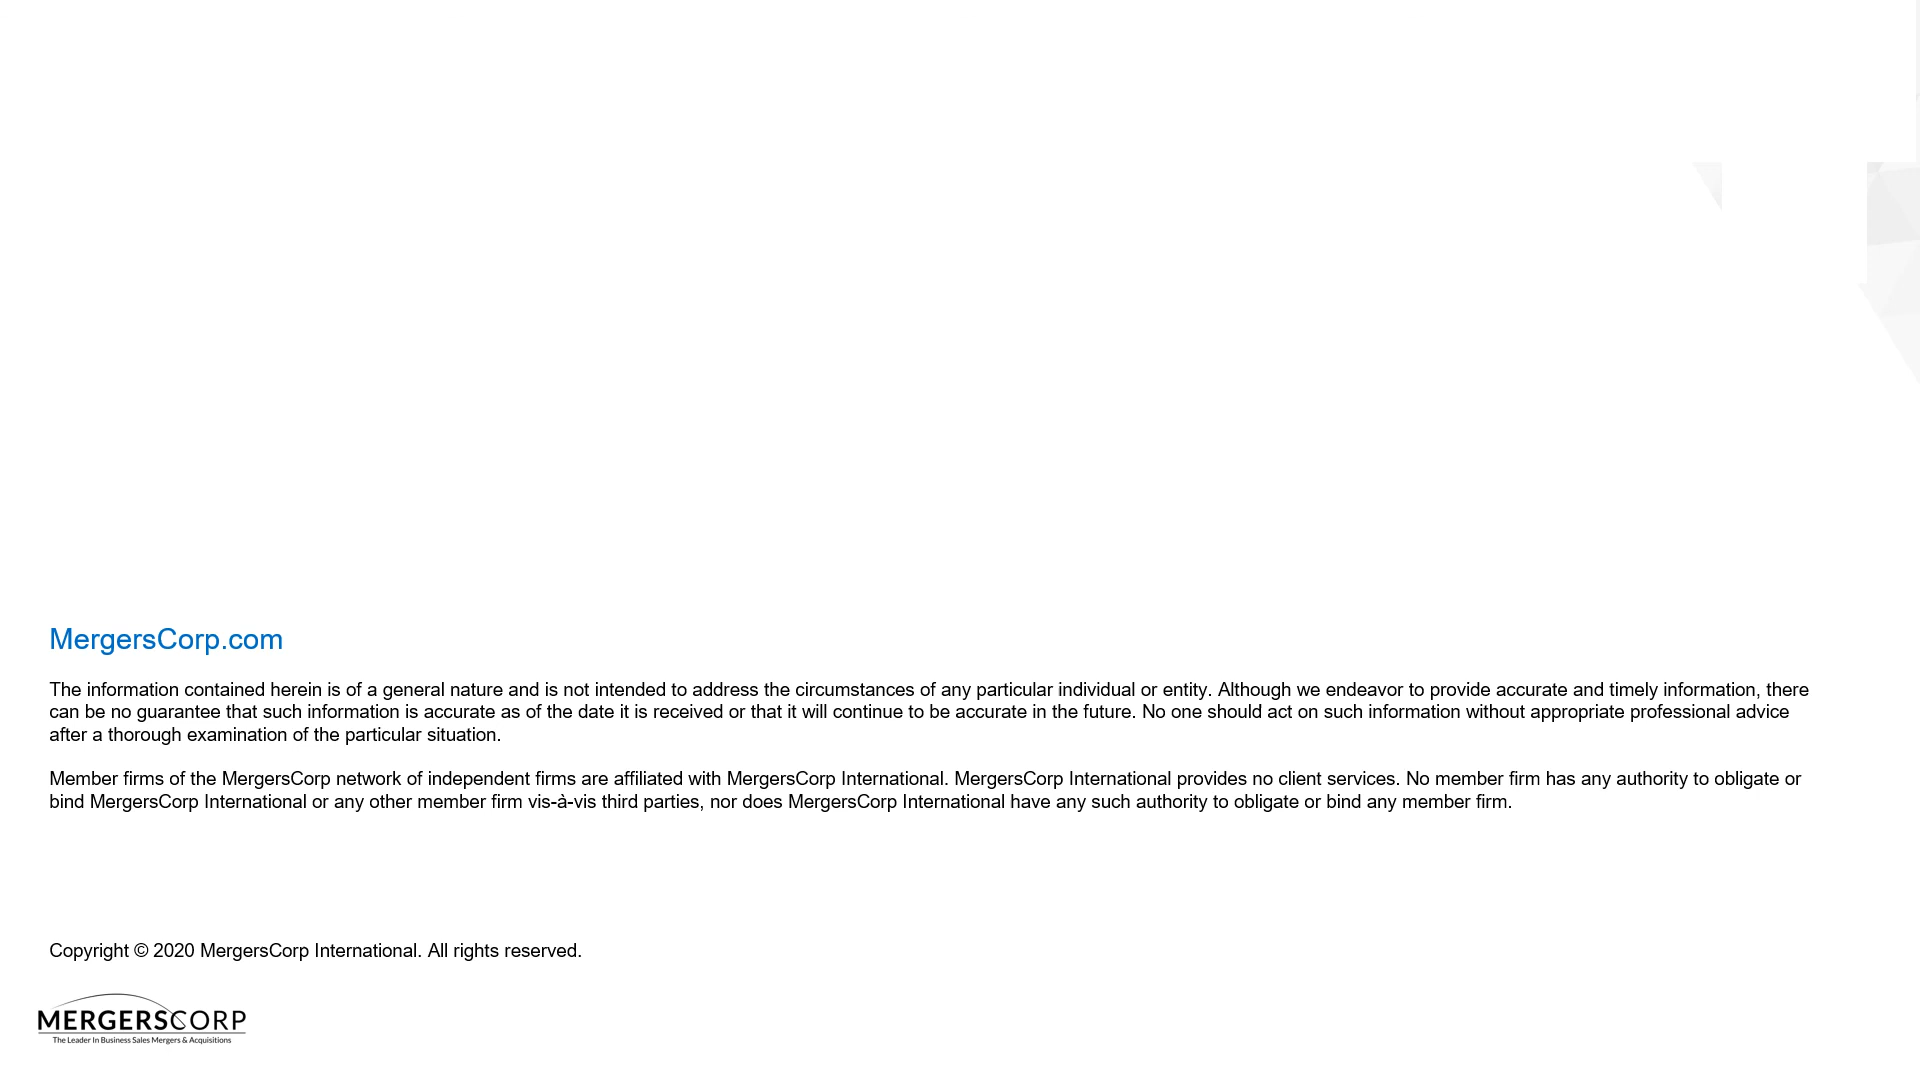 MergersCorp.com
The information contained herein is of a general nature and is not intended to address the circumstances of any particular individual or entity. Although we endeavor to provide accurate and timely information, there
can be no guarantee that such information is accurate as of the date it is received or that it will continue to be accurate in the future. No one should act on such information without appropriate professional advice
after a thorough examination of the particular situation.
Member firms of the MergersCorp network of independent firms are affiliated with MergersCorp International. MergersCorp International provides no client services. No member firm has any authority to obligate or
bind MergersCorp International or any other member firm vis-à-vis third parties, nor does MergersCorp International have any such authority to obligate or bind any member firm.
Copyright © 2020 MergersCorp International. All rights reserved.
MERGERSCORP
The Leader In Business Sales Mergers & Acquisitions